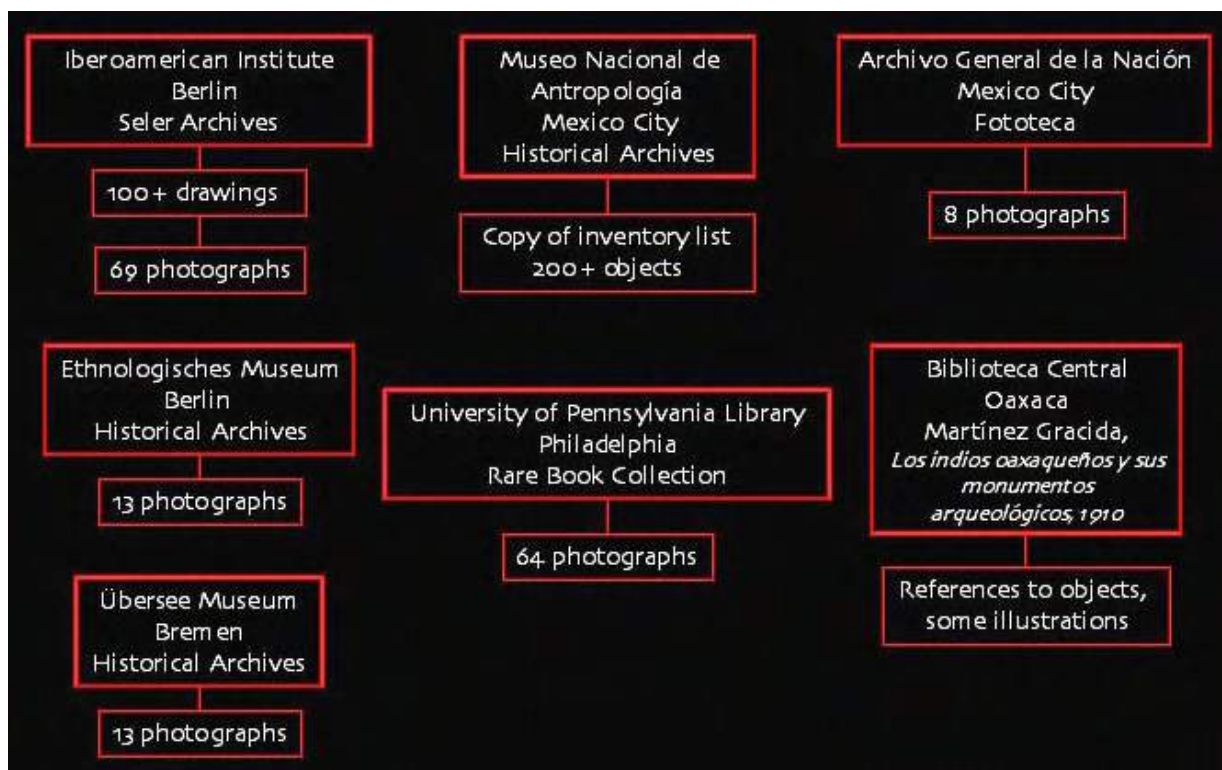 Iberoamerican Institute
Berlin
Seler Archives
100+ drawings
69 photographs
Museo Nacional de
Antropología
Mexico City
Historical Archives
Copy of inventory list
200+ objects
Archivo General de la Nación
Mexico City
Fototeca
8 photographs
Ethnologisches Museum
Berlin
Historical Archives
13 photographs
University of Pennsylvania Library
Philadelphia
Rare Book Collection
64 photographs
Biblioteca Central
Oaxaca
Martínez Gracida,
Los indios oaxaqueños y sus
monumentos
arqueológicos, 1910
References to objects,
some illustrations
Übersee Museum
Bremen
Historical Archives
13 photographs